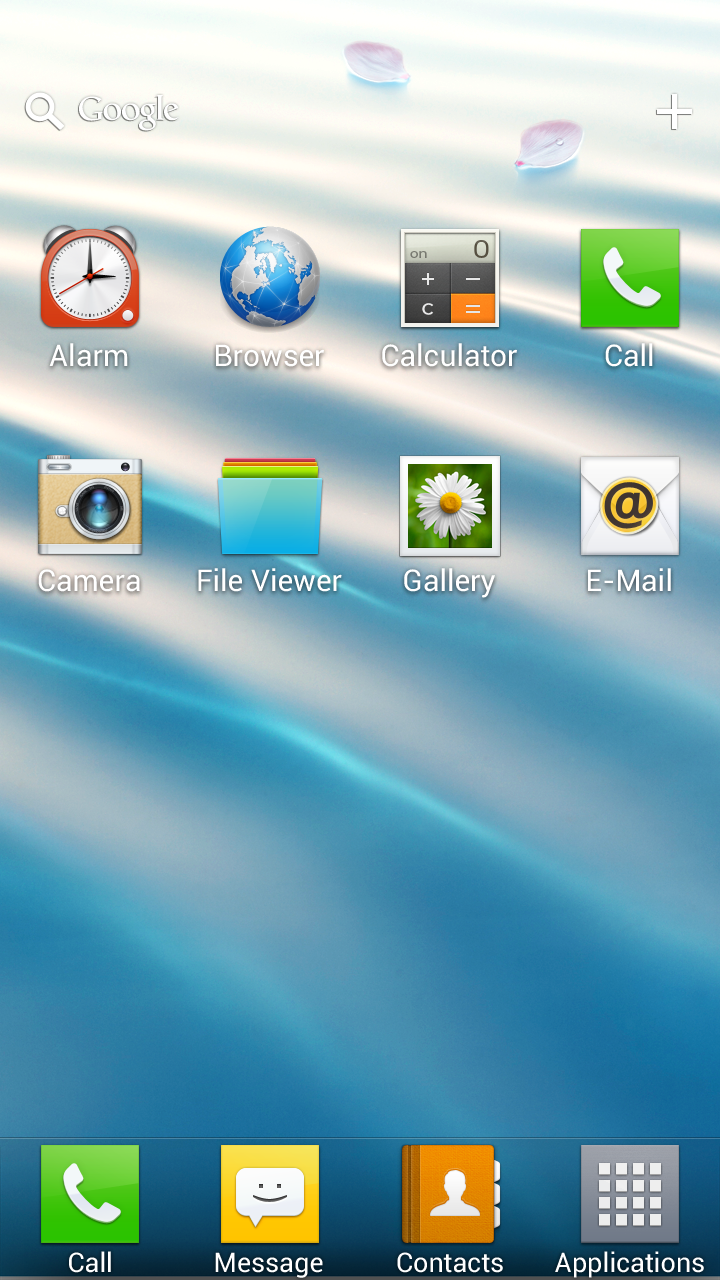 Google
on 0
+ −
C =
Alarm Browser Calculator Call
@
Camera File Viewer Gallery E-Mail
Call Message Contacts Applications